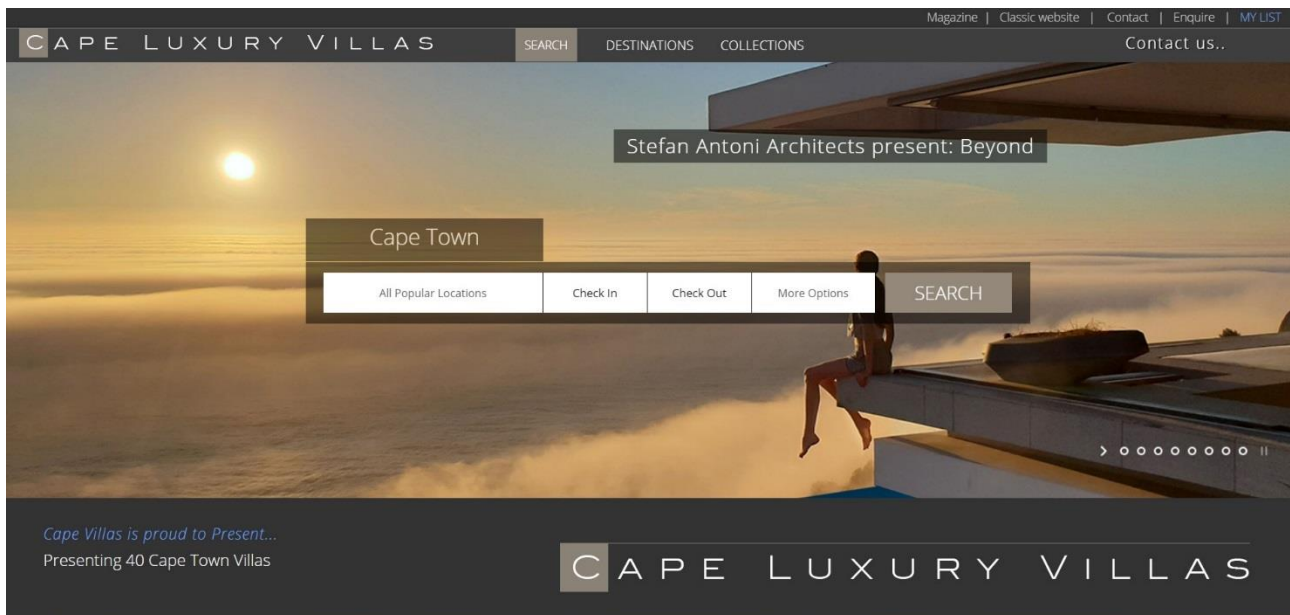 Magazine | Classic website | Contact | Enquire | MY LIST
CAPE LUXURY VILLAS
SEARCH DESTINATIONS COLLECTIONS
Contact us..
Stefan Antoni Architects present: Beyond
Cape Town
All Popular Locations Check In Check Out More Options SEARCH
Cape Villas is proud to Present...
Presenting 40 Cape Town Villas
CAPE LUXURY VILLAS